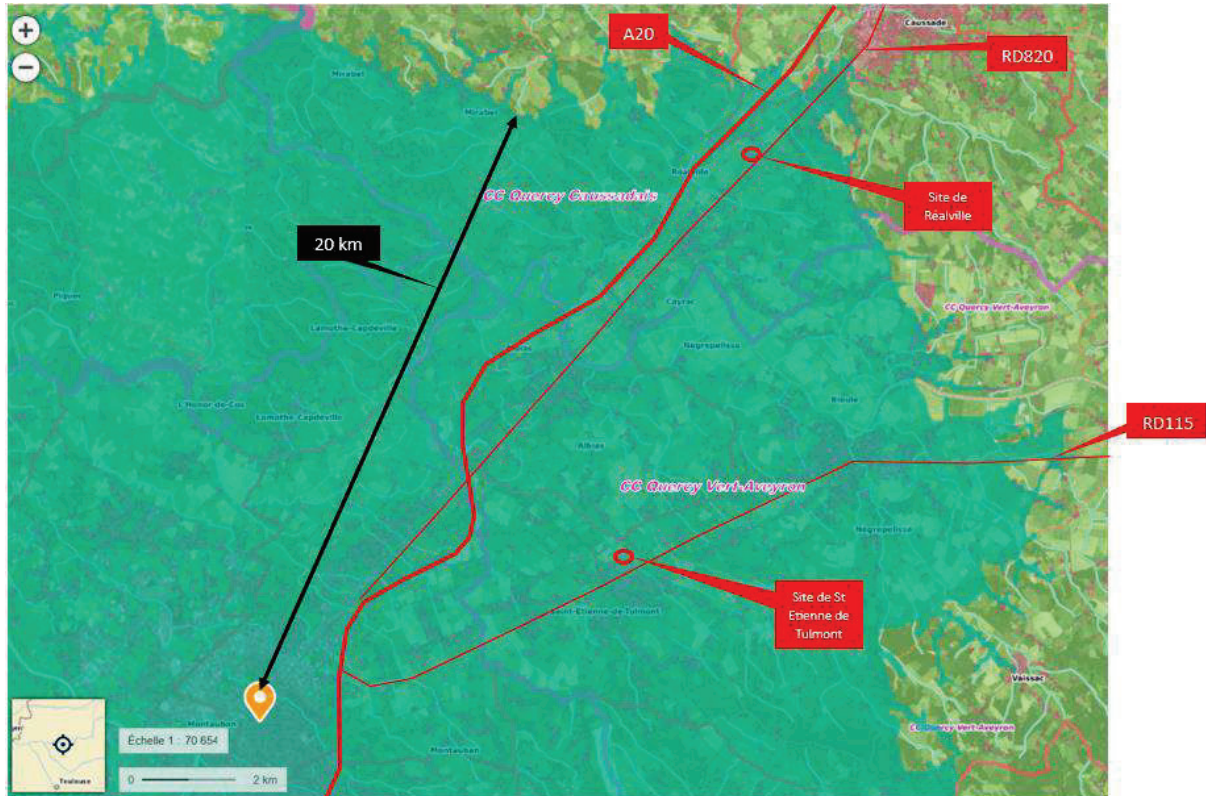 +
−
Caussade
A20
RD820
Mirabel
Mirabel
Réalville
CC Quercy Caussadais
Site de
Réalville
20 km
Piquecos
Lamothe-Capdeville
Cayrac
CC Quercy Vert-Aveyron
Nègrepelisse
L'Honor-de-Cos
Lamothe-Capdeville
Bioule
RD115
Albias
CC Quercy Vert-Aveyron
Nègrepelisse
Site de St
Etienne de
Tulmont
Saint-Etienne-de-Tulmont
Vaïssac
Montauban
CC Quercy Vert-Aveyron
Échelle 1 : 70 654
Montauban
0 2 km
Toulouse